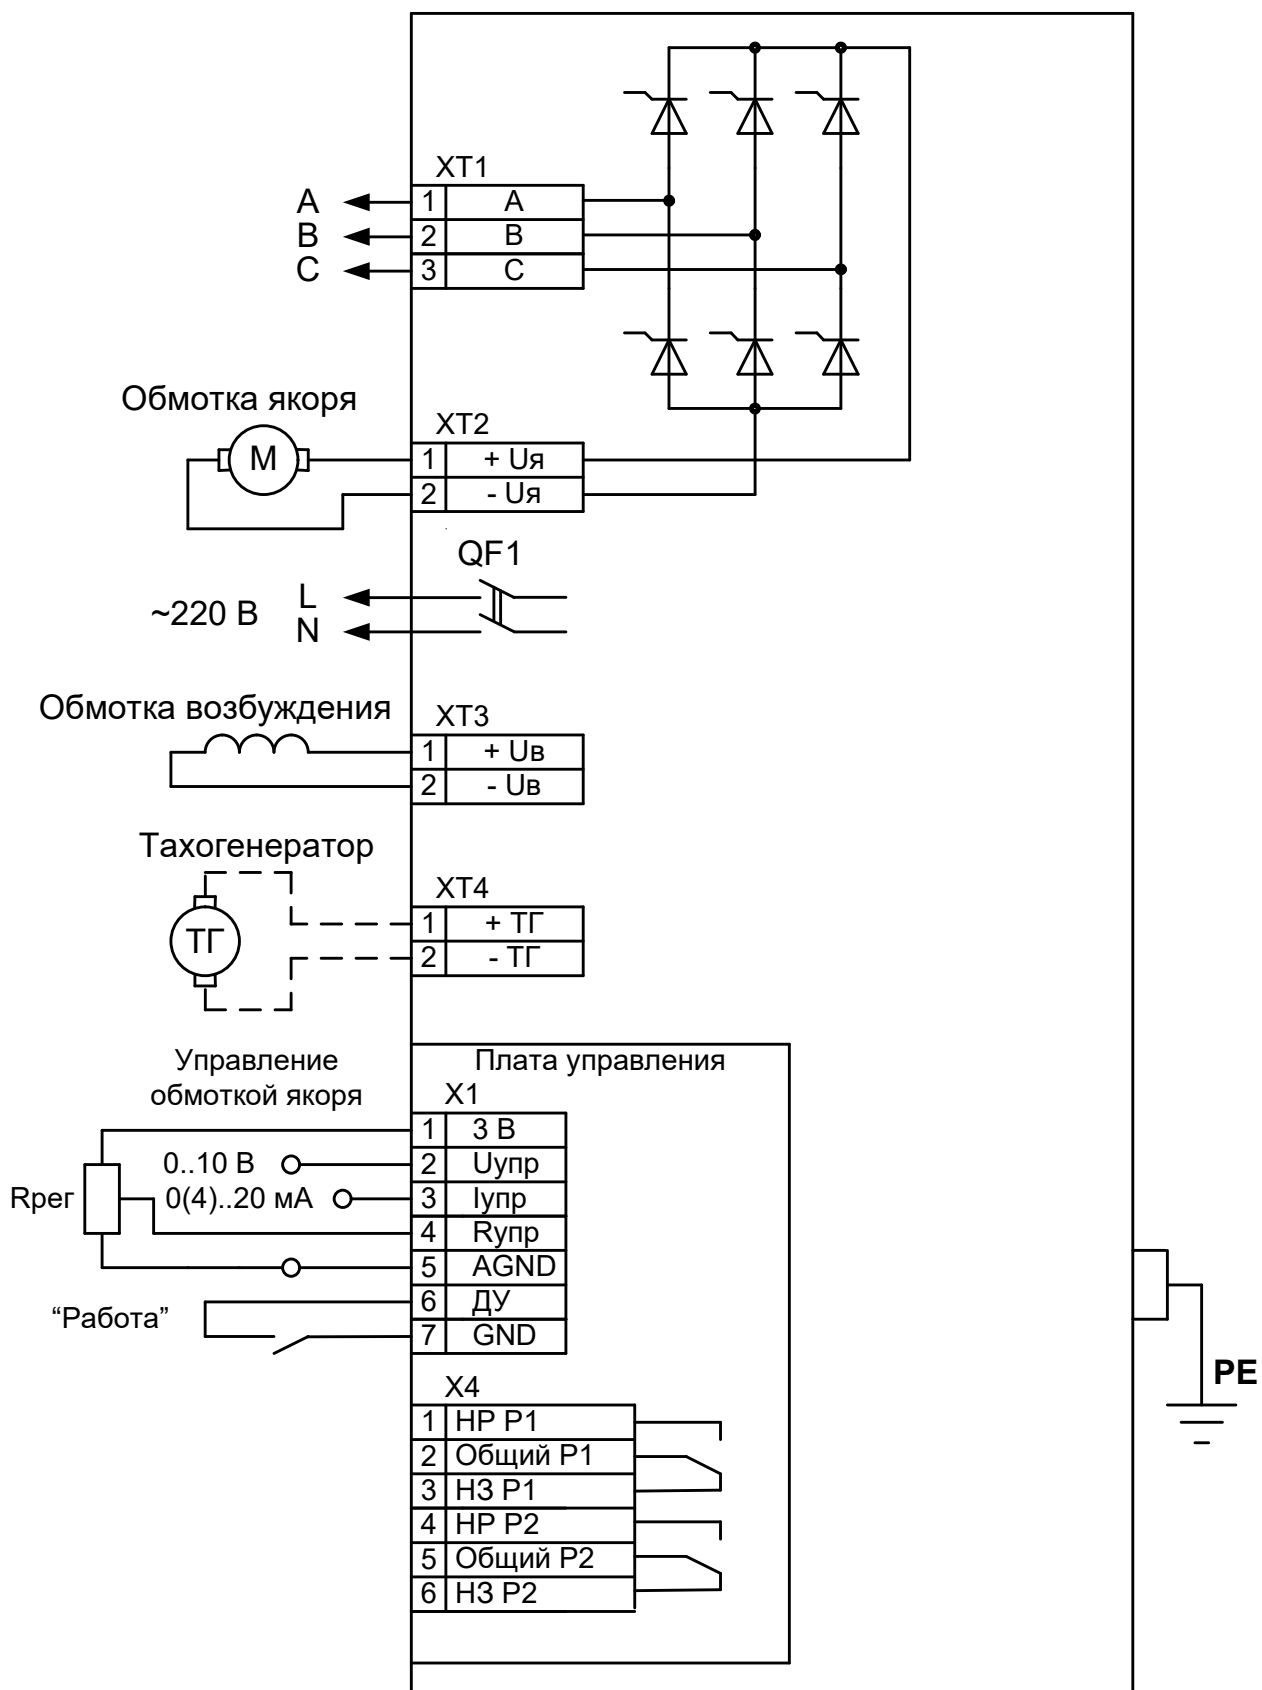 XT1
A 1 A
B 2 B
C 3 C
Обмотка якоря
XT2
М 1 + Uя
2 - Uя
QF1
~220 В L
N
Обмотка возбуждения
XT3
1 + Uв
2 - Uв
Тахогенератор
XT4
ТГ 1 + ТГ
2 - ТГ
Управление
обмоткой якоря
Плата управления
X1
1 3 В
0..10 В 2 Uупр
Rрег 0(4)..20 мА 3 Iупр
4 Rупр
5 AGND
“Работа” 6 ДУ
7 GND
PE
X4
1 НР Р1
2 Общий Р1
3 НЗ Р1
4 НР Р2
5 Общий Р2
6 НЗ Р2